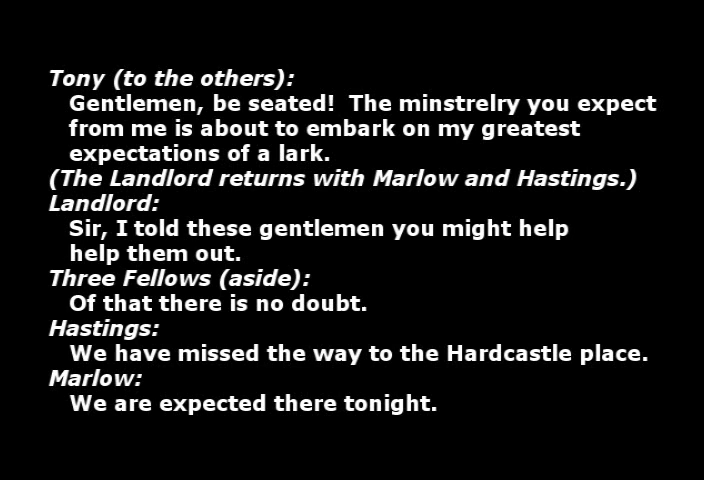 Tony (to the others):
Gentlemen, be seated!  The minstrelry you expect
from me is about to embark on my greatest
expectations of a lark.
(The Landlord returns with Marlow and Hastings.)
Landlord:
Sir, I told these gentlemen you might help
help them out.
Three Fellows (aside):
Of that there is no doubt.
Hastings:
We have missed the way to the Hardcastle place.
Marlow:
We are expected there tonight.